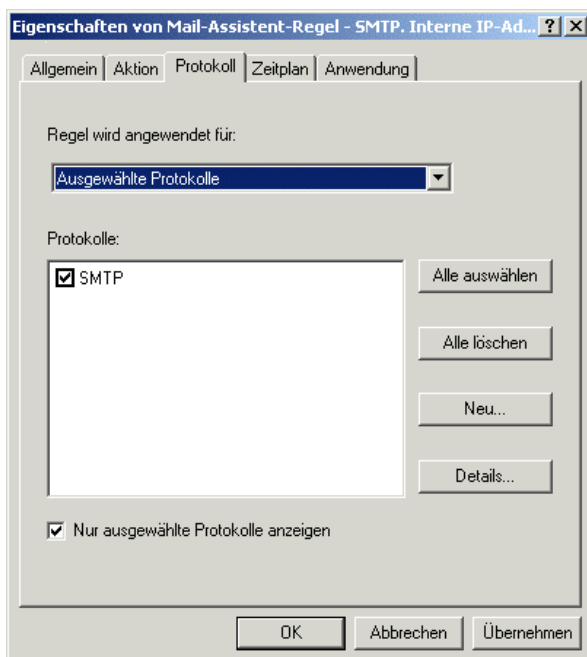 Eigenschaften von Mail-Assistent-Regel - SMTP. Interne IP-Ad...
Allgemein Aktion Protokoll Zeitplan Anwendung
Regel wird angewendet für:
Ausgewählte Protokolle
Protokolle:
SMTP
Alle auswählen
Alle löschen
Neu...
Details...
Nur ausgewählte Protokolle anzeigen
OK Abbrechen Übernehmen